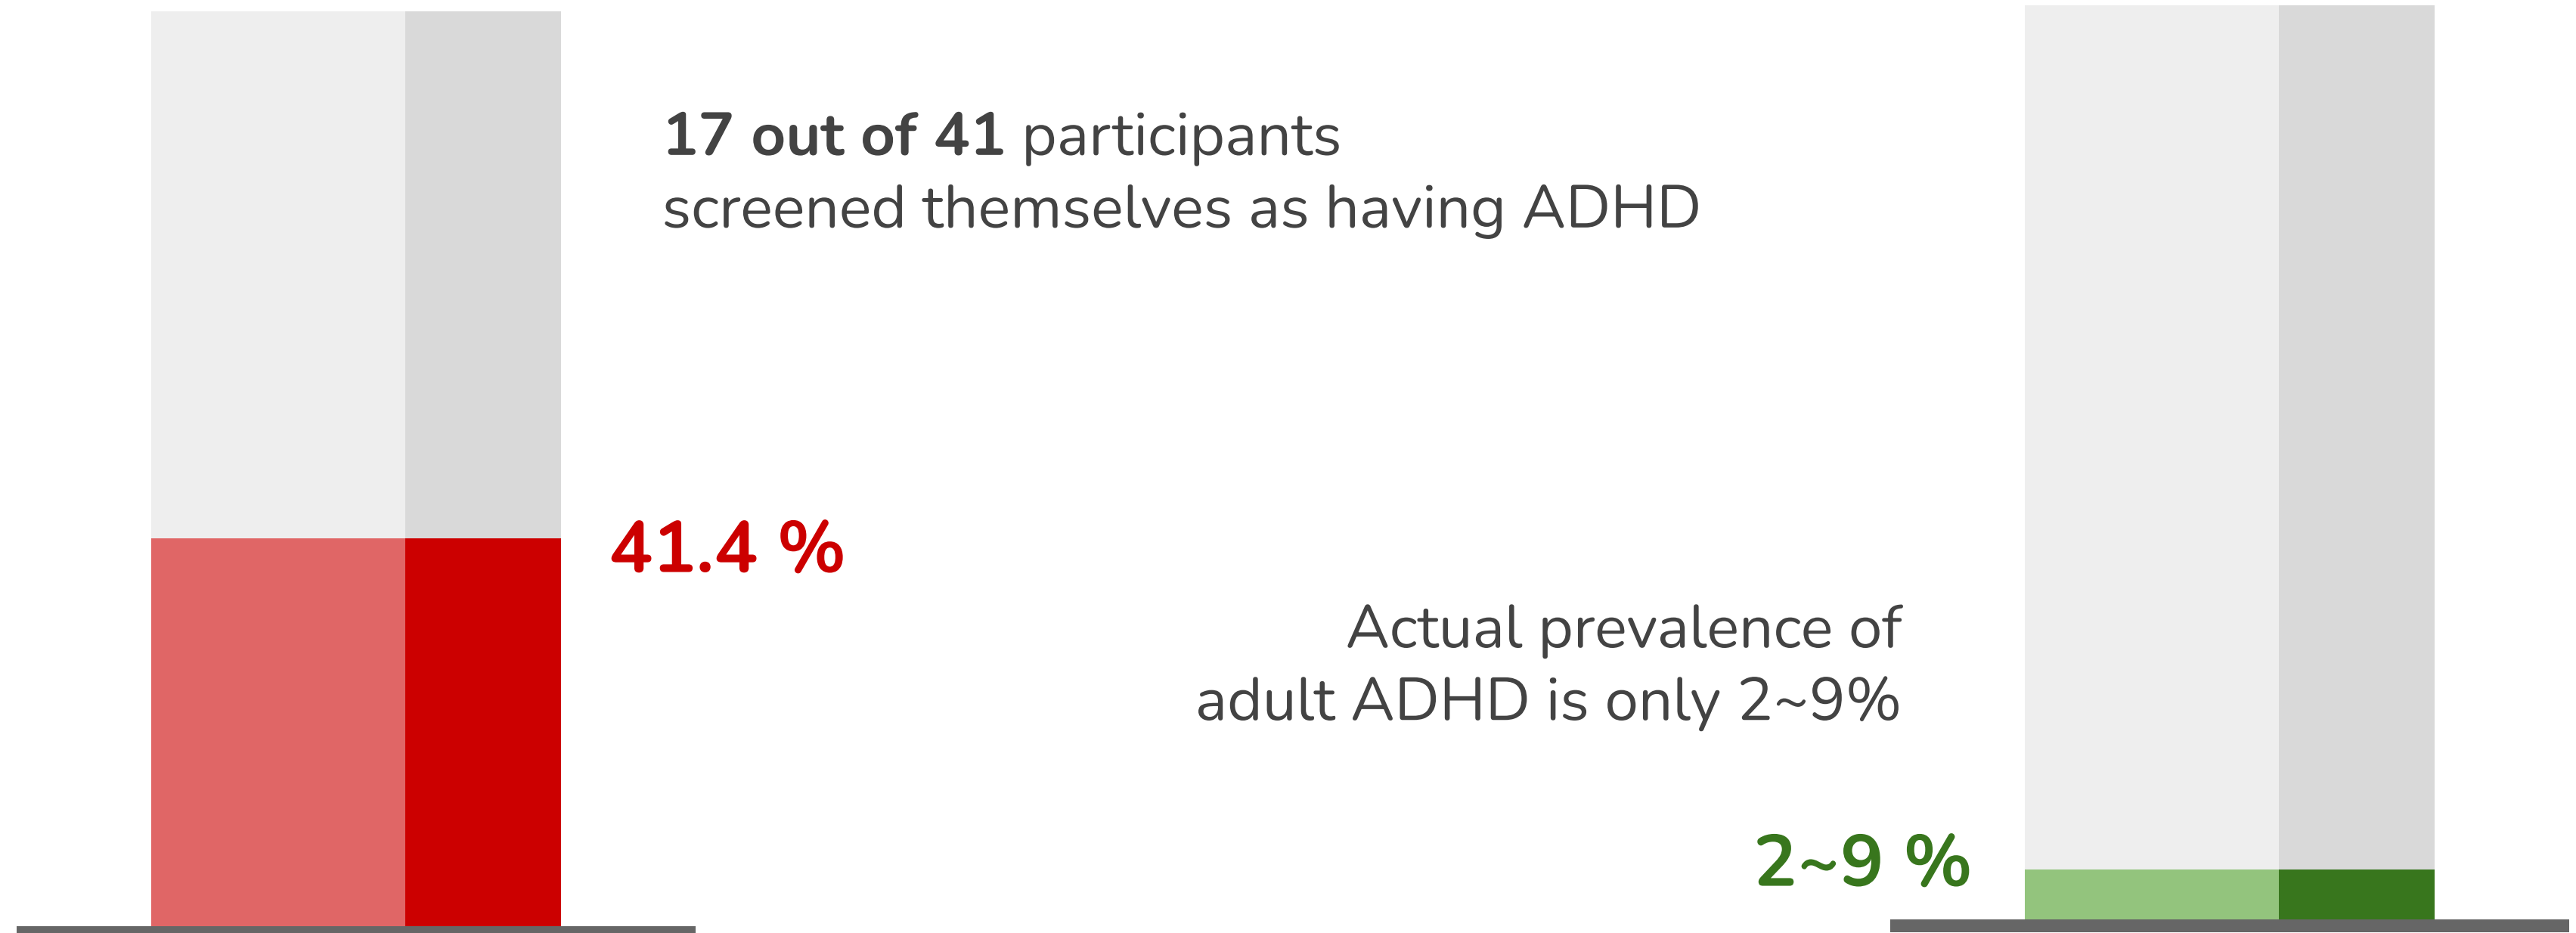 17 out of 41 participants
screened themselves as having ADHD
41.4 %
Actual prevalence of
adult ADHD is only 2~9%
2~9 %